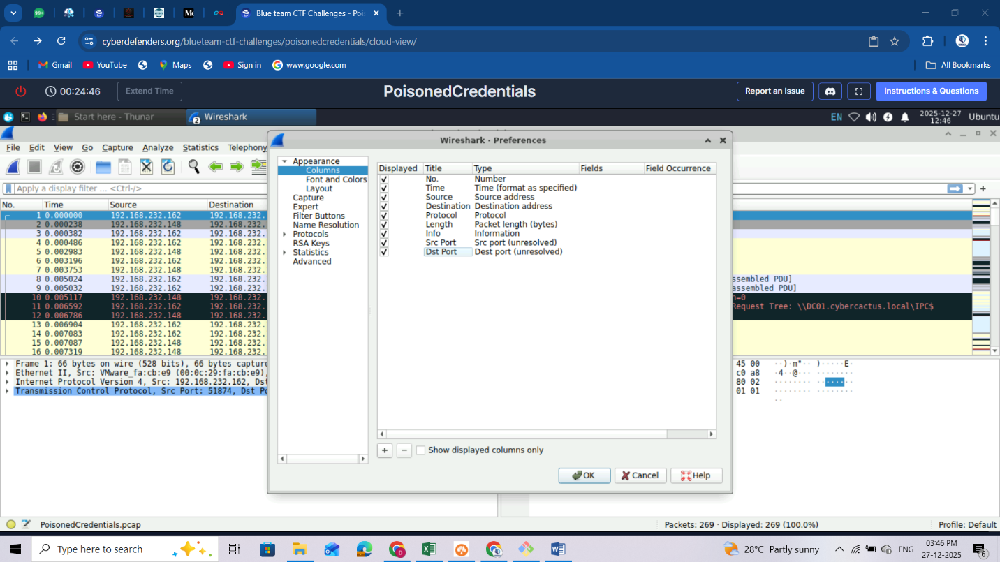 99+
Blue team CTF Challenges - Poi
cyberdefenders.org/blueteam-ctf-challenges/poisonedcredentials/cloud-view/
Gmail YouTube Maps Sign in www.google.com All Bookmarks
00:24:46 Extend Time PoisonedCredentials Report an Issue Instructions & Questions
Start here - Thunar 2 Wireshark EN 2025-12-27 12:46 Ubuntu
Wireshark · Preferences
File Edit View Go Capture Analyze Statistics Telephony
Apply a display filter ... <Ctrl-/>
No. Time Source Destination
1 0.000000 192.168.232.162 192.168.232.
2 0.000238 192.168.232.148 192.168.232.
3 0.000382 192.168.232.162 192.168.232.
4 0.000486 192.168.232.162 192.168.232.
5 0.002983 192.168.232.148 192.168.232.
6 0.003196 192.168.232.162 192.168.232.
7 0.003753 192.168.232.148 192.168.232.
8 0.005024 192.168.232.162 192.168.232. ssembled PDU]
9 0.005032 192.168.232.162 192.168.232. assembled PDU]
10 0.005117 192.168.232.148 192.168.232. n=0
11 0.006592 192.168.232.162 192.168.232. Request Tree: \\DC01.cybercactus.local\IPC$
12 0.006786 192.168.232.148 192.168.232.
13 0.006904 192.168.232.162 192.168.232.
14 0.007083 192.168.232.162 192.168.232.
15 0.007087 192.168.232.148 192.168.232.
16 0.007319 192.168.232.148 192.168.232.
Appearance
Columns
Font and Colors
Layout
Capture
Expert
Filter Buttons
Name Resolution
Protocols
RSA Keys
Statistics
Advanced
Displayed Title Type Fields Field Occurrence
No. Number
Time Time (format as specified)
Source Source address
Destination Destination address
Protocol Protocol
Length Packet length (bytes)
Info Information
Src Port Src port (unresolved)
Dst Port Dest port (unresolved)
Show displayed columns only
OK Cancel Help
Frame 1: 66 bytes on wire (528 bits), 66 bytes capture
Ethernet II, Src: VMware_fa:cb:e9 (00:0c:29:fa:cb:e9),
Internet Protocol Version 4, Src: 192.168.232.162, Dst
Transmission Control Protocol, Src Port: 51874, Dst Po
45 00 ··)·m"·· )·····E·
c0 a8 ·4··@··· ········
80 02 ········ ········
01 01 ········ ········
··
PoisonedCredentials.pcap Packets: 269 · Displayed: 269 (100.0%) Profile: Default
Type here to search 28°C Partly sunny ENG 03:46 PM
27-12-2025 6